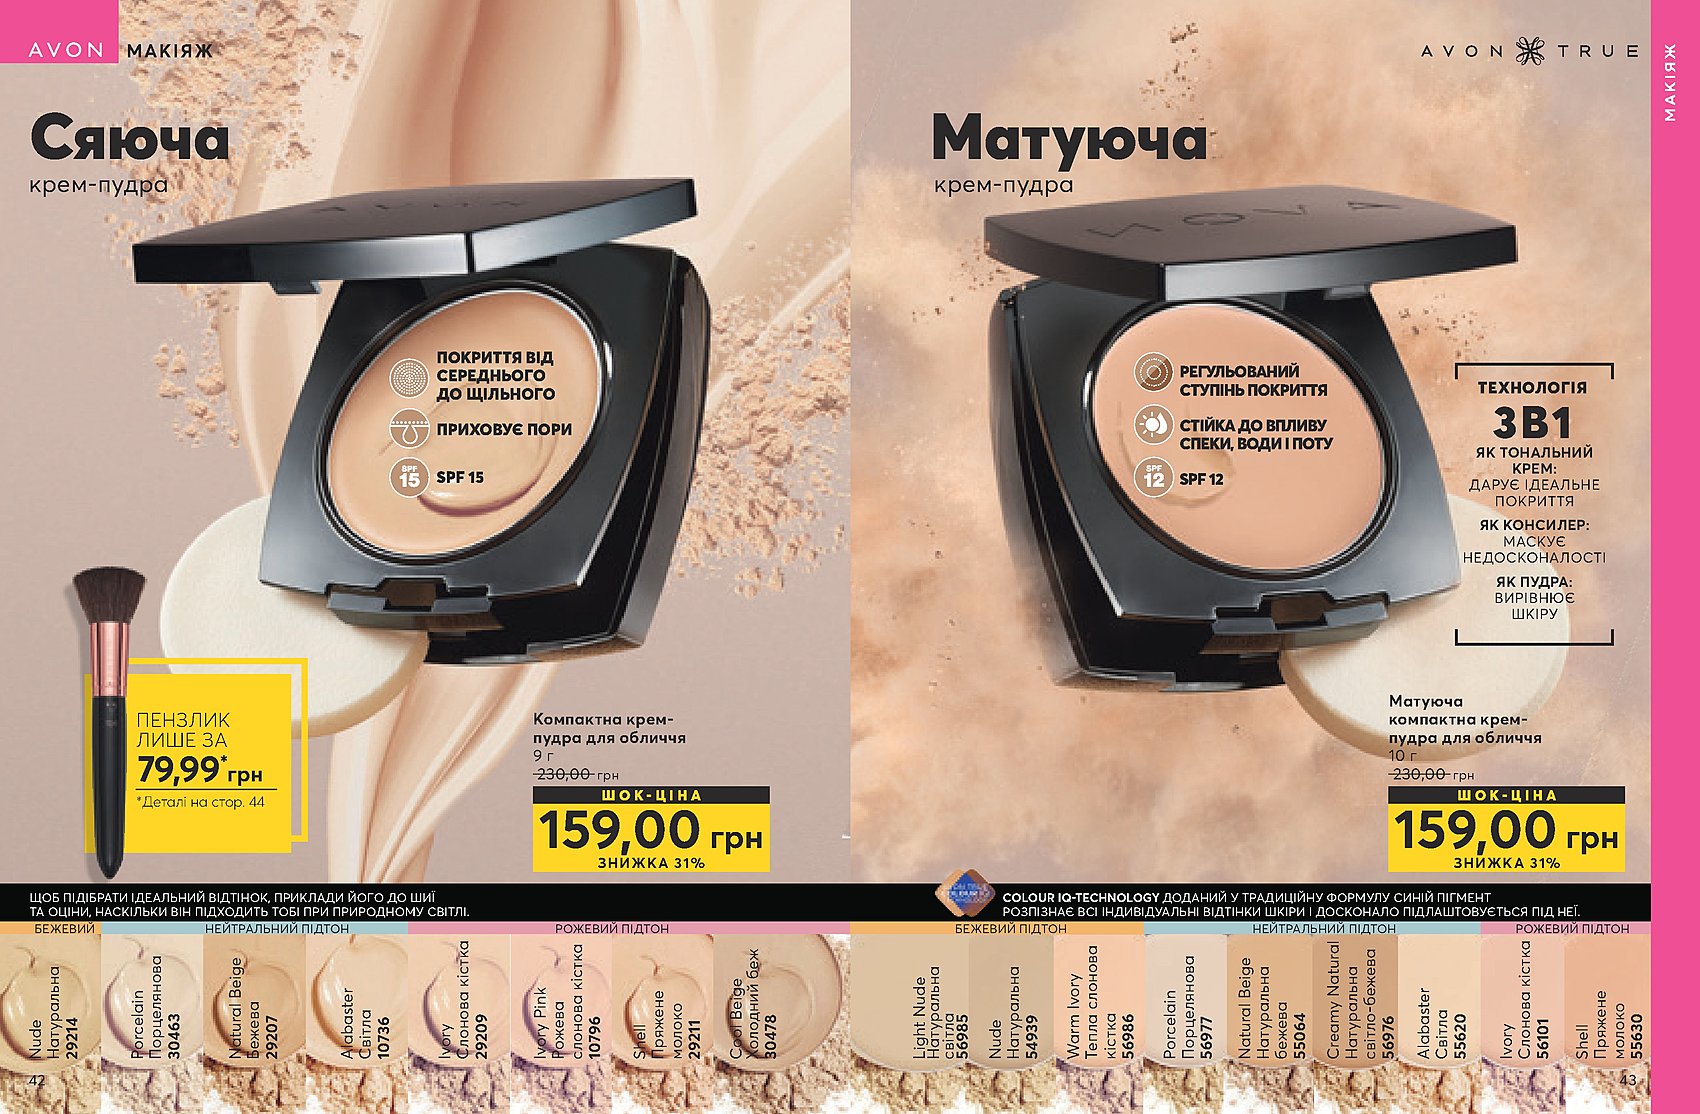 AVON МАКІЯЖ
Сяюча
крем-пудра
ПОКРИТТЯ ВІД
СЕРЕДНЬОГО
ДО ЩІЛЬНОГО
ПРИХОВУЄ ПОРИ
SPF
15
SPF 15
ПЕНЗЛИК
ЛИШЕ ЗА
79,99* грн
*Деталі на стор. 44
Компактна крем-
пудра для обличчя
9 г
230,00 грн
ШОК-ЦІНА
159,00 грн
ЗНИЖКА 31%
ЩОБ ПІДІБРАТИ ІДЕАЛЬНИЙ ВІДТІНОК, ПРИКЛАДИ ЙОГО ДО ШИЇ
ТА ОЦІНИ, НАСКІЛЬКИ ВІН ПІДХОДИТЬ ТОБІ ПРИ ПРИРОДНОМУ СВІТЛІ.
БЕЖЕВИЙ
НЕЙТРАЛЬНИЙ ПІДТОН
РОЖЕВИЙ ПІДТОН
Nude
Натуральна
29214
Porcelain
Порцелянова
30463
Natural Beige
Бежева
29207
Alabaster
Світла
10736
Ivory
Слонова кістка
29209
Ivory Pink
Рожева
слонова кістка
10796
Shell
Пряжене
молоко
29211
Cool Beige
Холодний беж
30478
42
AVON TRUE
МАКІЯЖ
Матуюча
крем-пудра
AVON
РЕГУЛЬОВАНИЙ
СТУПІНЬ ПОКРИТТЯ
СТІЙКА ДО ВПЛИВУ
СПЕКИ, ВОДИ І ПОТУ
SPF
12
SPF 12
ТЕХНОЛОГІЯ
3В1
ЯК ТОНАЛЬНИЙ
КРЕМ:
ДАРУЄ ІДЕАЛЬНЕ
ПОКРИТТЯ
ЯК КОНСИЛЕР:
МАСКУЄ
НЕДОСКОНАЛОСТІ
ЯК ПУДРА:
ВИРІВНЮЄ
ШКІРУ
Матуюча
компактна крем-
пудра для обличчя
10 г
230,00 грн
ШОК-ЦІНА
159,00 грн
ЗНИЖКА 31%
COLOUR IQ-TECHNOLOGY ДОДАНИЙ У ТРАДИЦІЙНУ ФОРМУЛУ СИНІЙ ПІГМЕНТ
РОЗПІЗНАЄ ВСІ ІНДИВІДУАЛЬНІ ВІДТІНКИ ШКІРИ І ДОСКОНАЛО ПІДЛАШТОВУЄТЬСЯ ПІД НЕЇ.
БЕЖЕВИЙ ПІДТОН
НЕЙТРАЛЬНИЙ ПІДТОН
РОЖЕВИЙ ПІДТОН
Light Nude
Натуральна
світла
56985
Nude
Натуральна
54939
Warm Ivory
Тепла слонова
кістка
56986
Porcelain
Порцелянова
56977
Natural Beige
Натуральна
бежева
55064
Creamy Natural
Натуральна
світло-бежева
56976
Alabaster
Світла
55620
Ivory
Слонова кістка
56101
Shell
Пряжене
молоко
55630
43